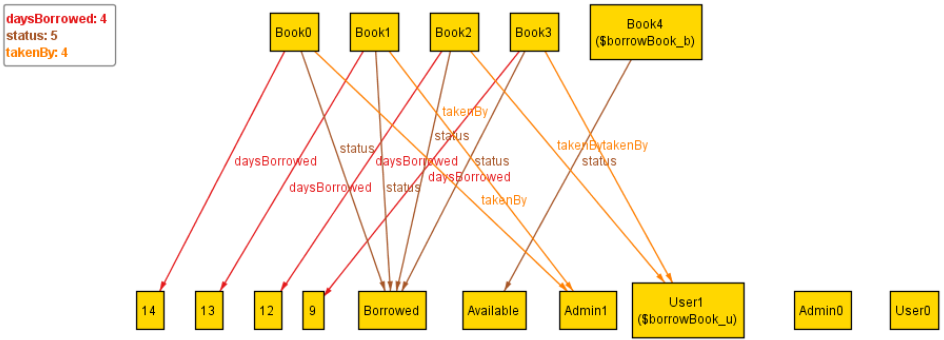 daysBorrowed: 4
status: 5
takenBy: 4
Book0
Book1
Book2
Book3
Book4
($borrowBook_b)
takenBy
status
status
takenBy
takenBy
daysBorrowed
daysBorrowed
status
status
daysBorrowed
status
daysBorrowed
takenBy
14
13
12
9
Borrowed
Available
Admin1
User1
($borrowBook_u)
Admin0
User0